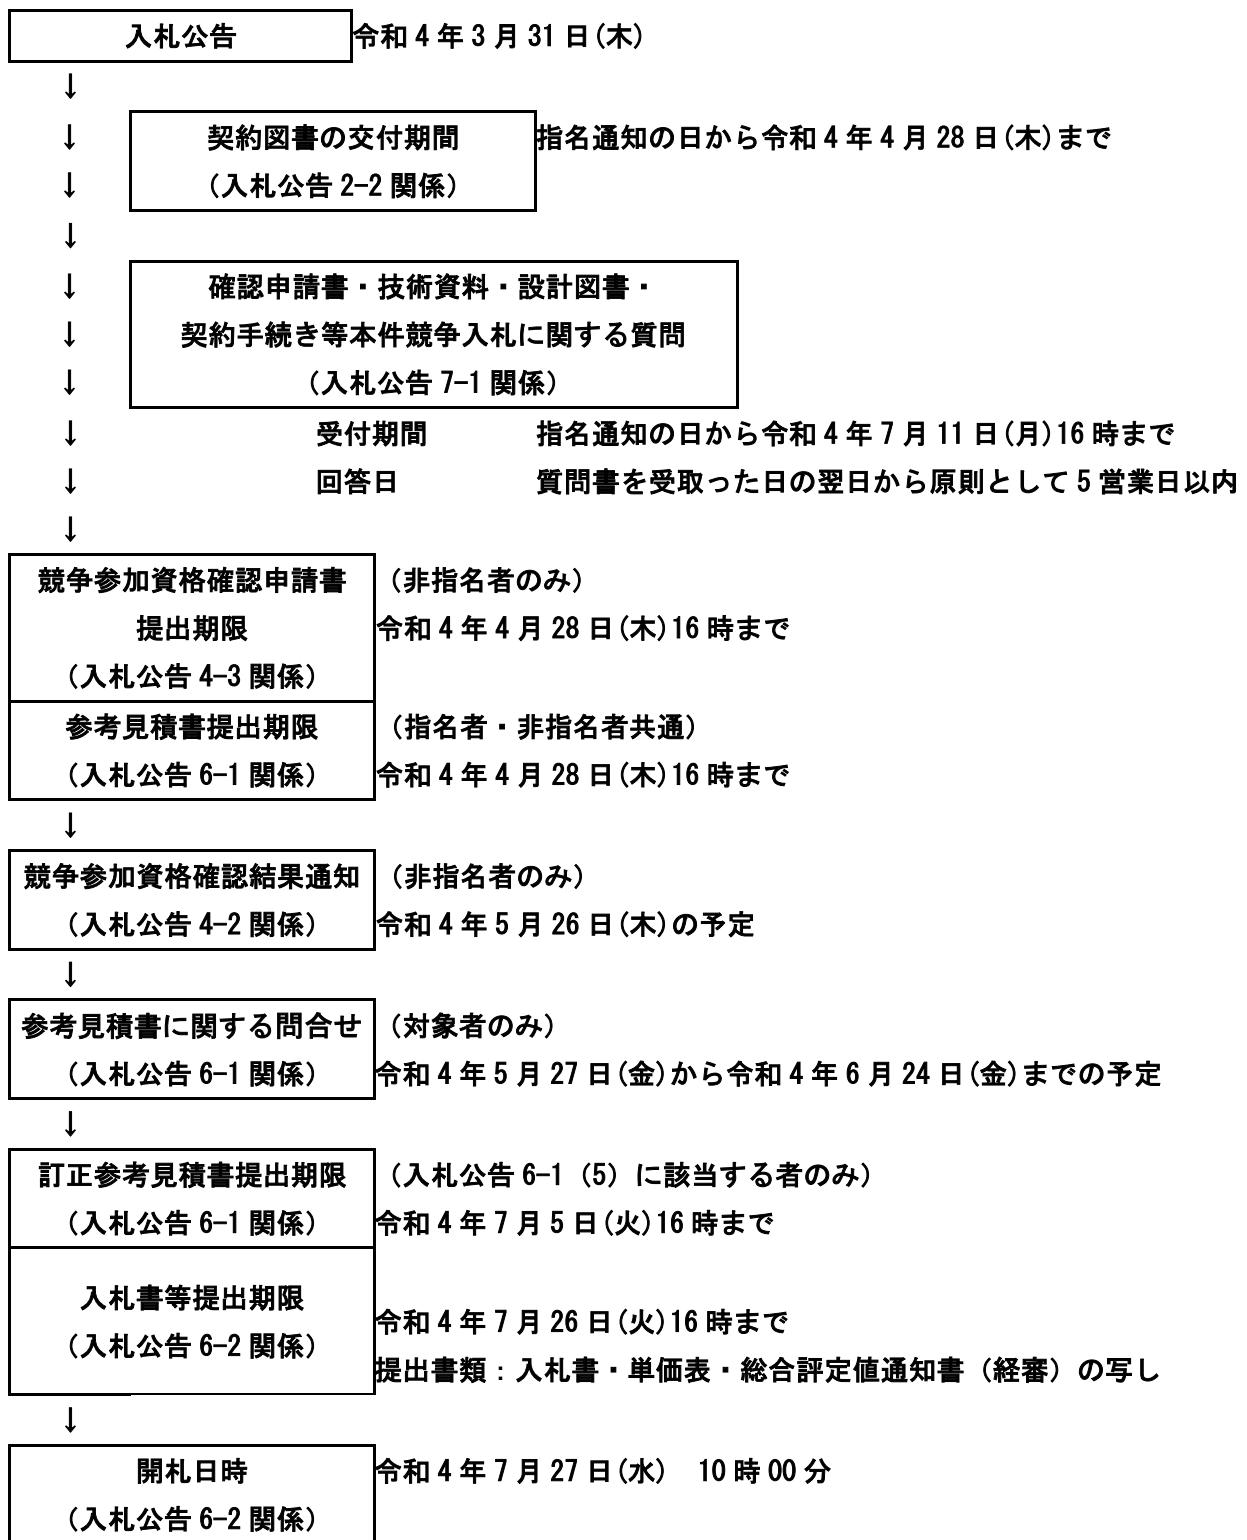 入札公告 令和4年3月31日(木)
↓
↓ 契約図書の交付期間 指名通知の日から令和4年4月28日(木)まで
↓ （入札公告2-2関係）
↓
↓ 確認申請書・技術資料・設計図書・
↓ 契約手続き等本件競争入札に関する質問
↓ （入札公告7-1関係）
↓ 受付期間 指名通知の日から令和4年7月11日(月)16時まで
↓ 回答日 質問書を受取った日の翌日から原則として5営業日以内
↓
競争参加資格確認申請書 （非指名者のみ）
提出期限 令和4年4月28日(木)16時まで
（入札公告4-3関係）
参考見積書提出期限 （指名者・非指名者共通）
（入札公告6-1関係） 令和4年4月28日(木)16時まで
↓
競争参加資格確認結果通知 （非指名者のみ）
（入札公告4-2関係） 令和4年5月26日(木)の予定
↓
参考見積書に関する問合せ （対象者のみ）
（入札公告6-1関係） 令和4年5月27日(金)から令和4年6月24日(金)までの予定
↓
訂正参考見積書提出期限 （入札公告6-1（5）に該当する者のみ）
（入札公告6-1関係） 令和4年7月5日(火)16時まで
入札書等提出期限
令和4年7月26日(火)16時まで
（入札公告6-2関係）
提出書類：入札書・単価表・総合評定値通知書（経審）の写し
↓
開札日時 令和4年7月27日(水) 10時00分
（入札公告6-2関係）